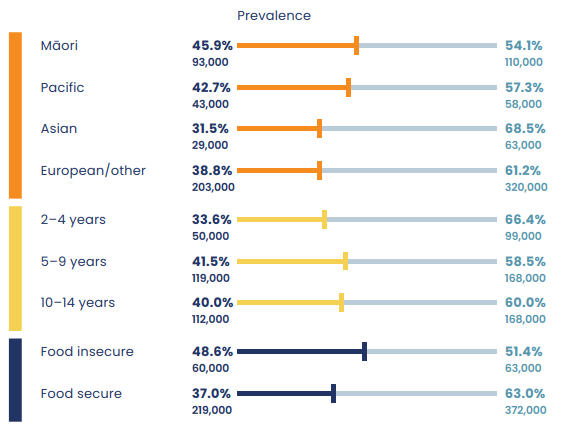 Prevalence
Māori 45.9% 54.1%
93,000 110,000
Pacific 42.7% 57.3%
43,000 58,000
Asian 31.5% 68.5%
29,000 63,000
European/other 38.8% 61.2%
203,000 320,000
2–4 years 33.6% 66.4%
50,000 99,000
5–9 years 41.5% 58.5%
119,000 168,000
10–14 years 40.0% 60.0%
112,000 168,000
Food insecure 48.6% 51.4%
60,000 63,000
Food secure 37.0% 63.0%
219,000 372,000